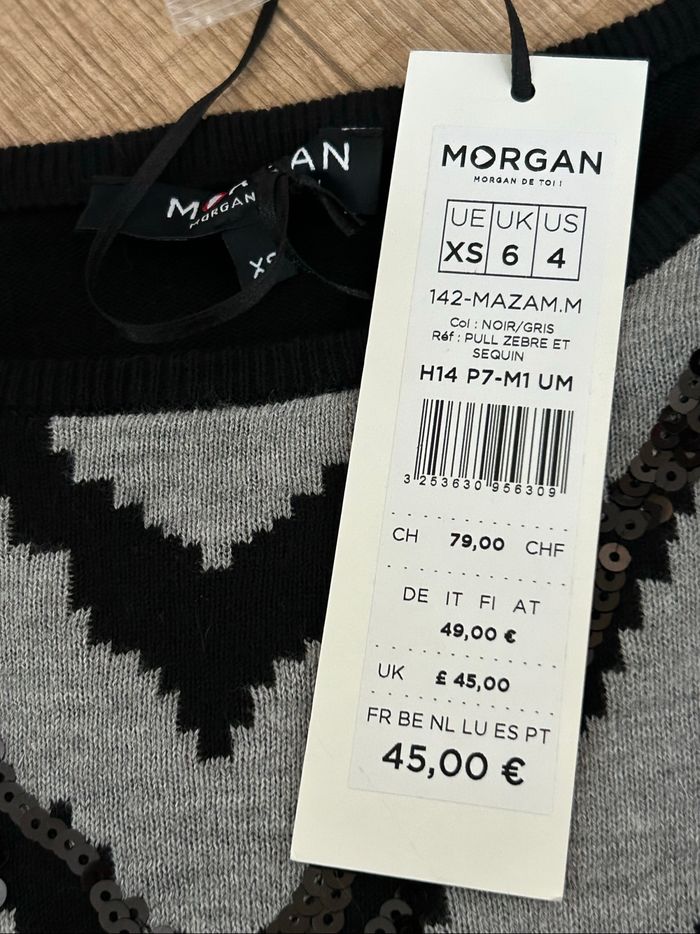 MORGAN
MORGAN DE TOI !
UE UK US
XS 6 4
142-MAZAM.M
Col : NOIR/GRIS
Réf : PULL ZEBRE ET
SEQUIN
H14 P7-M1 UM
3 253630 956309
CH 79,00 CHF
DE IT FI AT
49,00 €
UK £ 45,00
FR BE NL LU ES PT
45,00 €
MORGAN